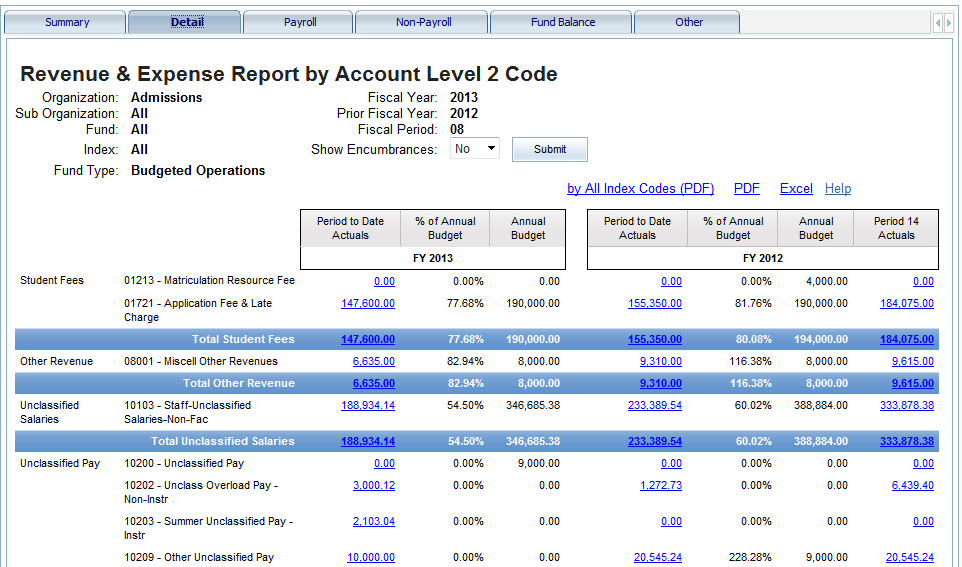 Summary Detail Payroll Non-Payroll Fund Balance Other
Revenue & Expense Report by Account Level 2 Code
Organization: Admissions Fiscal Year: 2013
Sub Organization: All Prior Fiscal Year: 2012
Fund: All Fiscal Period: 08
Index: All Show Encumbrances: No Submit
Fund Type: Budgeted Operations
by All Index Codes (PDF) PDF Excel Help
Period to Date % of Annual Annual Period to Date % of Annual Annual Period 14
Actuals Budget Budget Actuals Budget Budget Actuals
FY 2013 FY 2012
Student Fees 01213 - Matriculation Resource Fee 0.00 0.00% 0.00 0.00 0.00% 4,000.00 0.00
01721 - Application Fee & Late 147,600.00 77.68% 190,000.00 155,350.00 81.76% 190,000.00 184,075.00
Charge
Total Student Fees 147,600.00 77.68% 190,000.00 155,350.00 80.08% 194,000.00 184,075.00
Other Revenue 08001 - Miscell Other Revenues 6,635.00 82.94% 8,000.00 9,310.00 116.38% 8,000.00 9,615.00
Total Other Revenue 6,635.00 82.94% 8,000.00 9,310.00 116.38% 8,000.00 9,615.00
Unclassified 10103 - Staff-Unclassified 188,934.14 54.50% 346,685.38 233,389.54 60.02% 388,884.00 333,878.38
Salaries Salaries-Non-Fac
Total Unclassified Salaries 188,934.14 54.50% 346,685.38 233,389.54 60.02% 388,884.00 333,878.38
Unclassified Pay 10200 - Unclassified Pay 0.00 0.00% 9,000.00 0.00 0.00% 0.00 0.00
10202 - Unclass Overload Pay - 3,000.12 0.00% 0.00 1,272.73 0.00% 0.00 6,439.40
Non-Instr
10203 - Summer Unclassified Pay - 2,103.04 0.00% 0.00 0.00 0.00% 0.00 0.00
Instr
10209 - Other Unclassified Pay 10,000.00 0.00% 0.00 20,545.24 228.28% 9,000.00 20,545.24